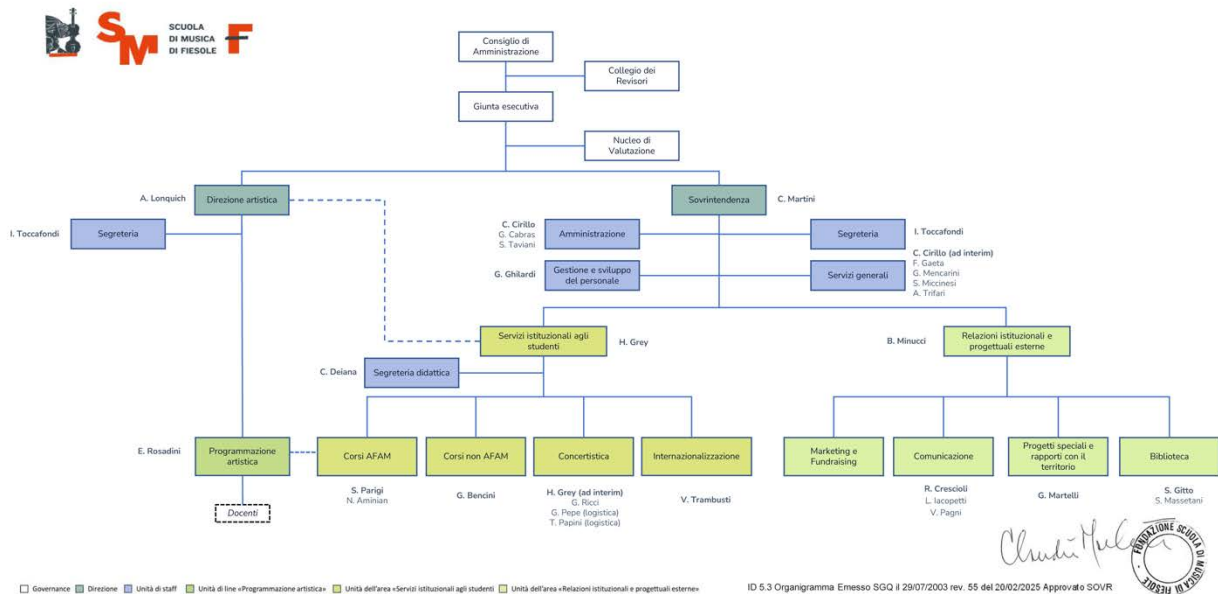 SM
SCUOLA
DI MUSICA
DI FIESOLE
F
Consiglio di
Amministrazione
Collegio dei
Revisori
Giunta esecutiva
Nucleo di
Valutazione
A. Lonquich
Direzione artistica
Sovrintendenza
C. Martini
I. Toccafondi
Segreteria
C. Cirillo
G. Cabras
S. Taviani
Amministrazione
Segreteria
I. Toccafondi
G. Ghilardi
Gestione e sviluppo
del personale
Servizi generali
C. Cirillo (ad interim)
F. Gaeta
G. Mencarini
S. Miccinesi
A. Trifari
Servizi istituzionali agli
studenti
H. Grey
B. Minucci
Relazioni istituzionali e
progettuali esterne
C. Deiana
Segreteria didattica
E. Rosadini
Programmazione
artistica
Corsi AFAM
Corsi non AFAM
Concertistica
Internazionalizzazione
Marketing e
Fundraising
Comunicazione
Progetti speciali e
rapporti con il
territorio
Biblioteca
Docenti
S. Parigi
N. Aminian
G. Bencini
H. Grey (ad interim)
G. Ricci
G. Pepe (logistica)
T. Papini (logistica)
V. Trambusti
R. Crescioli
L. Iacopetti
V. Pagni
G. Martelli
S. Gitto
S. Massetani
FONDAZIONE SCUOLA DI MUSICA DI FIESOLE
Governance
Direzione
Unità di staff
Unità di line «Programmazione artistica»
Unità dell'area «Servizi istituzionali agli studenti
Unità dell'area «Relazioni istituzionali e progettuali esterne»
ID 5.3 Organigramma Emesso SGQ il 29/07/2003 rev. 55 del 20/02/2025 Approvato SOVR